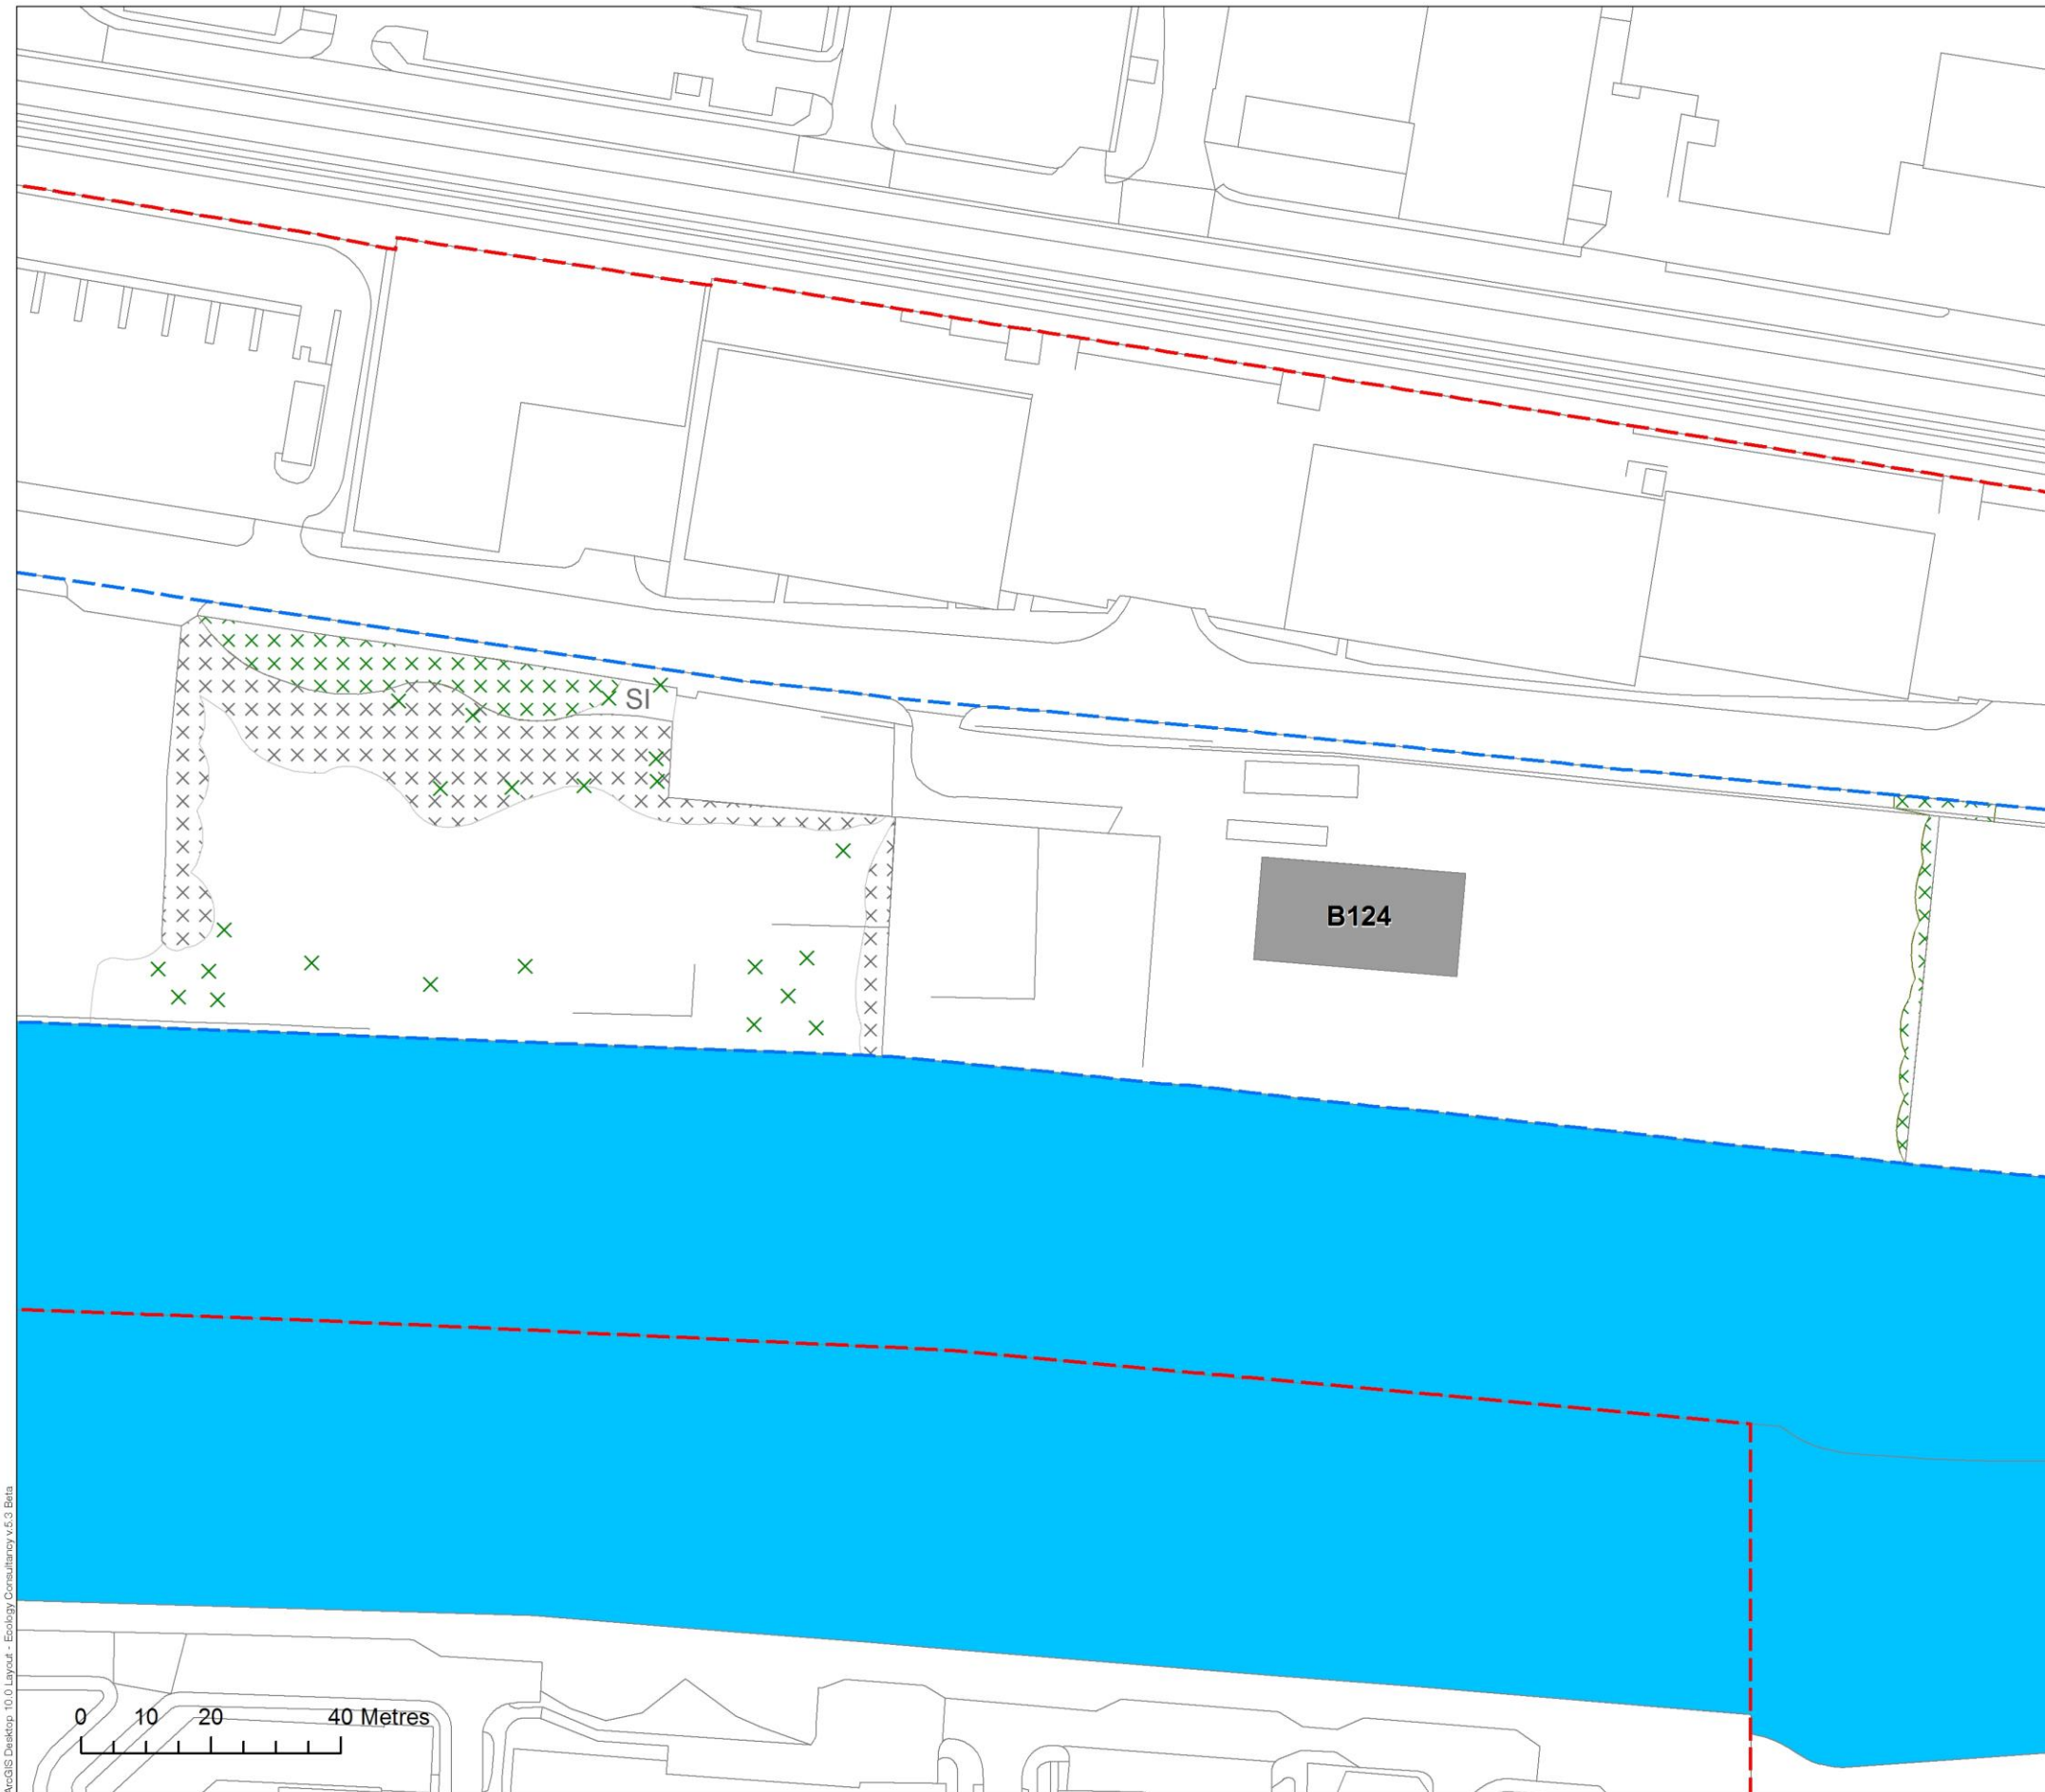 SI
B124
0 10 20 40 Metres
ArcGIS Desktop 10.0 Layout - Ecology Consultancy v.5.3 Beta